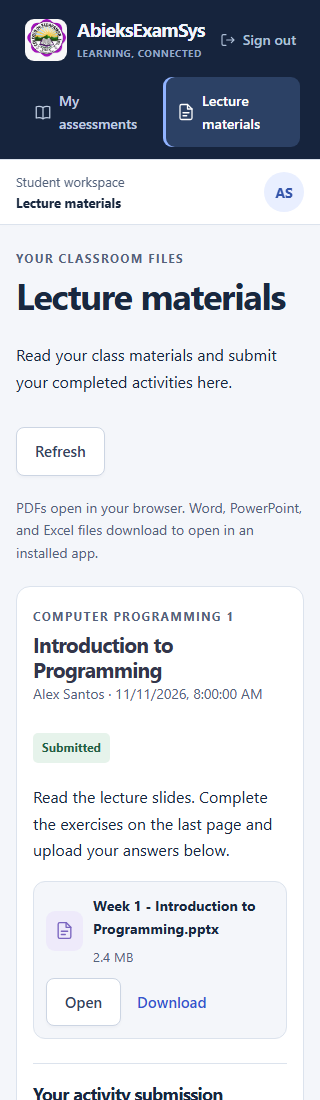 AbieksExamSys
LEARNING, CONNECTED
Sign out
My
assessments
Lecture
materials
Student workspace
Lecture materials
AS
YOUR CLASSROOM FILES
Lecture materials
Read your class materials and submit
your completed activities here.
Refresh
PDFs open in your browser. Word, PowerPoint,
and Excel files download to open in an
installed app.
COMPUTER PROGRAMMING 1
Introduction to
Programming
Alex Santos · 11/11/2026, 8:00:00 AM
Submitted
Read the lecture slides. Complete
the exercises on the last page and
upload your answers below.
Week 1 - Introduction to
Programming.pptx
2.4 MB
Open
Download
Your activity submission